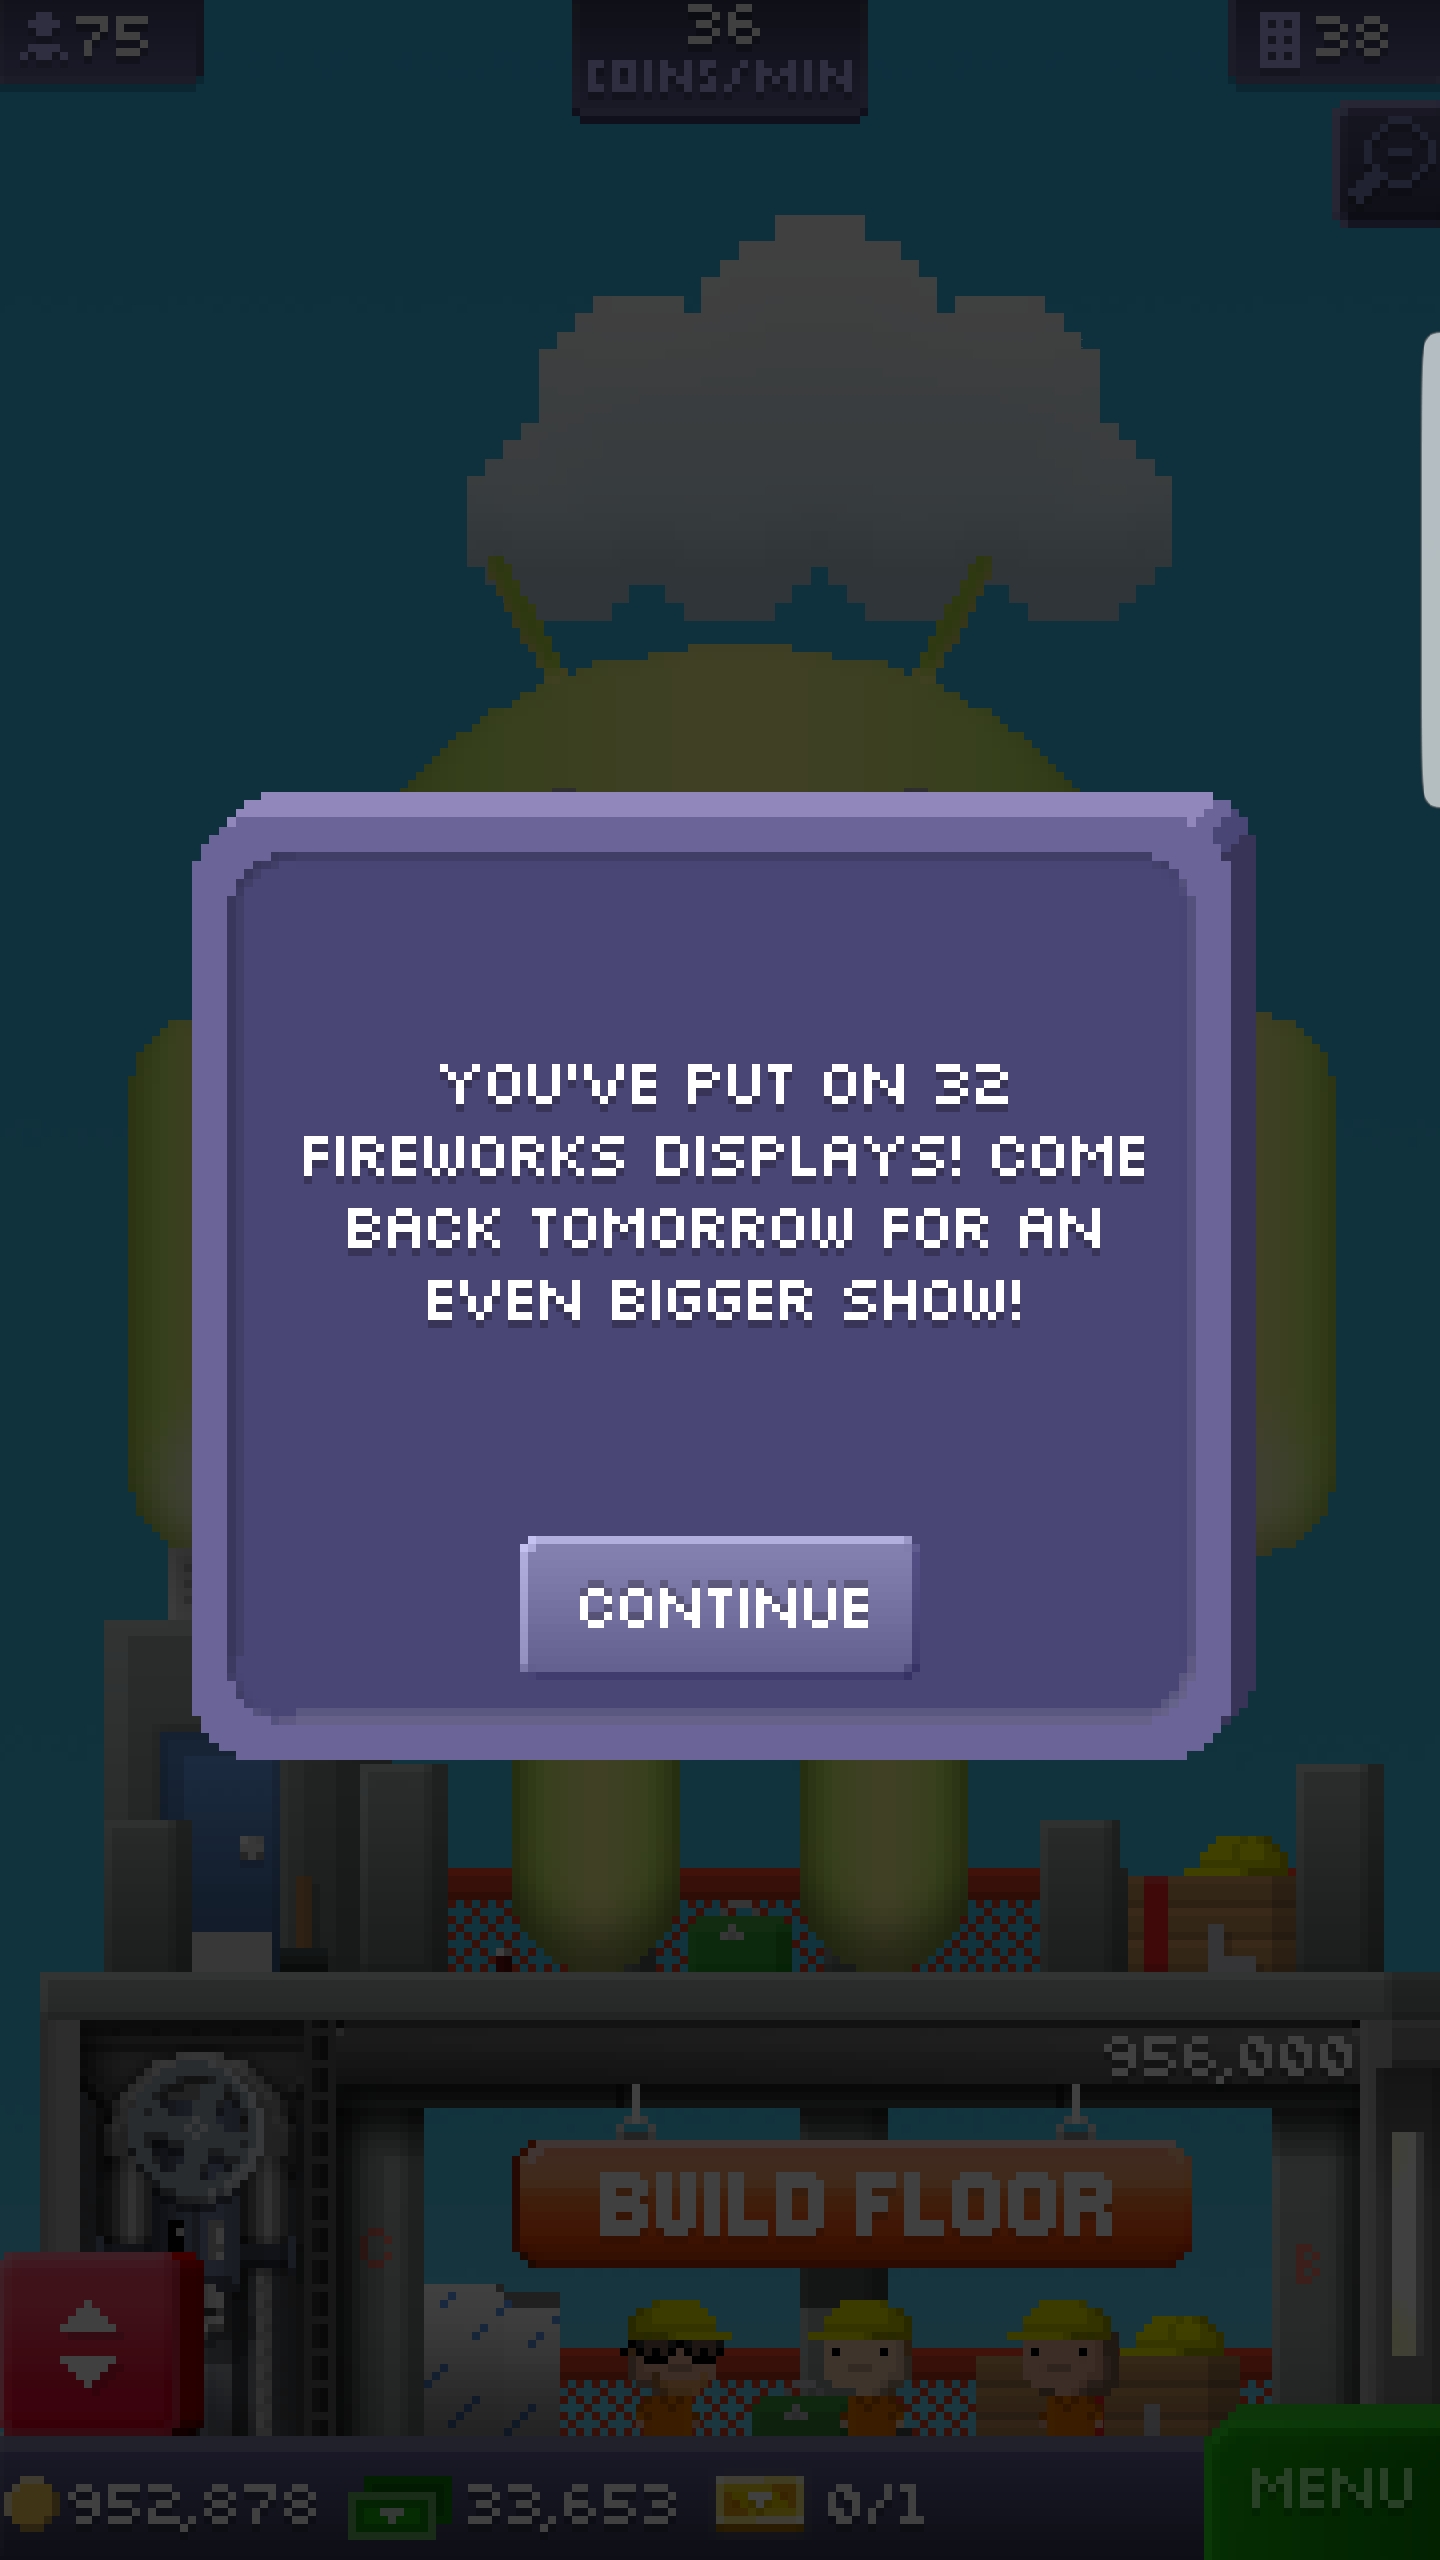 75
36
COINS/MIN
38
YOU'VE PUT ON 32
FIREWORKS DISPLAYS! COME
BACK TOMORROW FOR AN
EVEN BIGGER SHOW!
CONTINUE
956,000
BUILD FLOOR
C
B
952,878
33,653
0/1
MENU